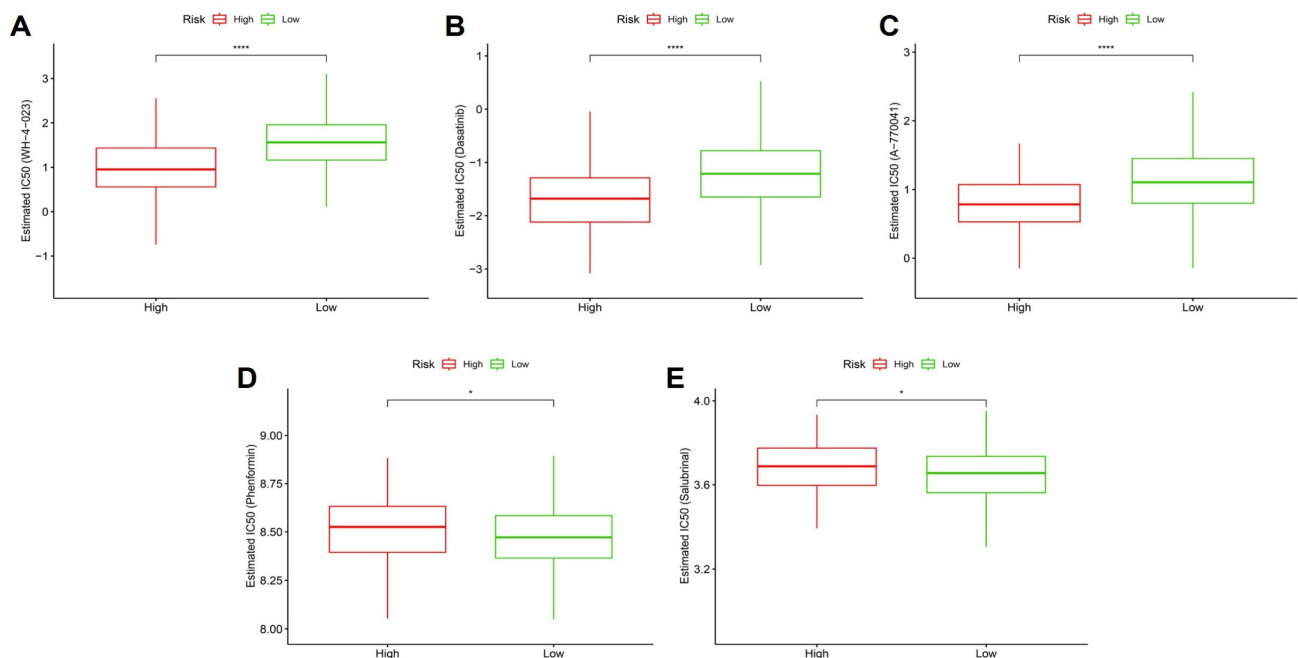 A
Risk High Low
****
Estimated IC50 (WH−4−023)
3
2
1
0
−1
High Low
B
Risk High Low
****
Estimated IC50 (Dasatinib)
1
0
−1
−2
−3
High Low
C
Risk High Low
****
Estimated IC50 (A−770041)
3
2
1
0
High Low
D
Risk High Low
*
Estimated IC50 (Phenformin)
9.00
8.75
8.50
8.25
8.00
High Low
E
Risk High Low
*
Estimated IC50 (Salubrinal)
4.0
3.6
3.2
High Low